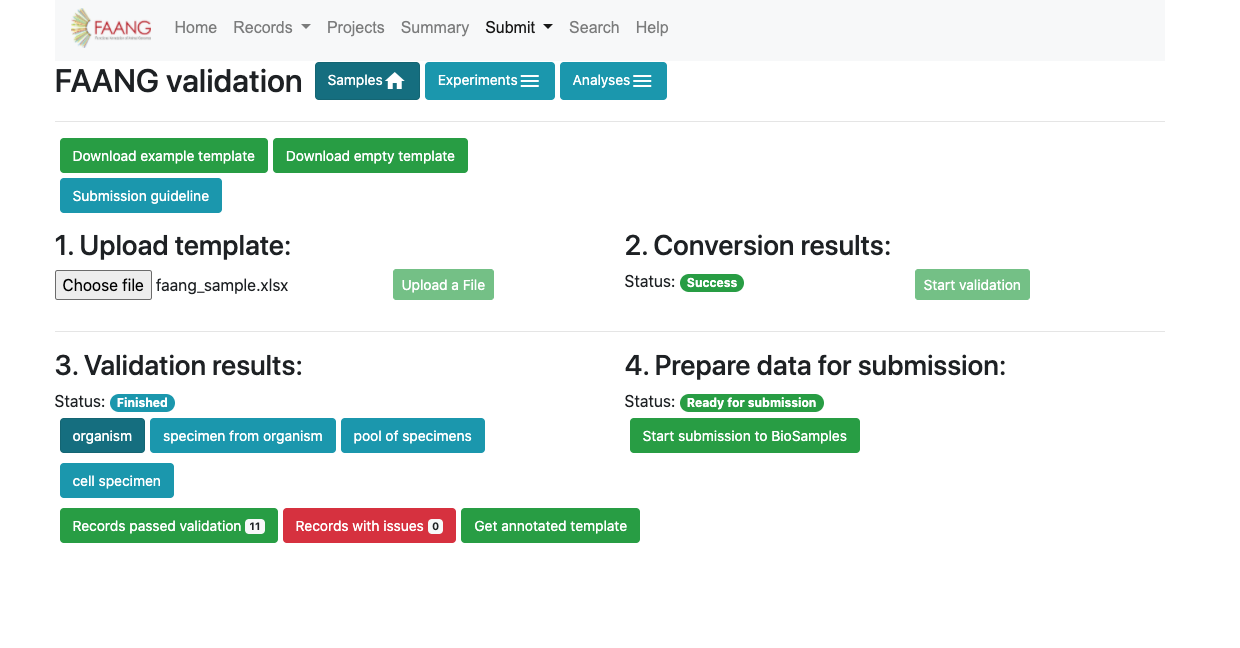 FAANG
Home Records Projects Summary Submit Search Help
FAANG validation Samples Experiments Analyses
Download example template Download empty template
Submission guideline
1. Upload template: 2. Conversion results:
Choose file faang_sample.xlsx Upload a File Status: Success Start validation
3. Validation results: 4. Prepare data for submission:
Status: Finished Status: Ready for submission
organism specimen from organism pool of specimens Start submission to BioSamples
cell specimen
Records passed validation 11 Records with issues 0 Get annotated template